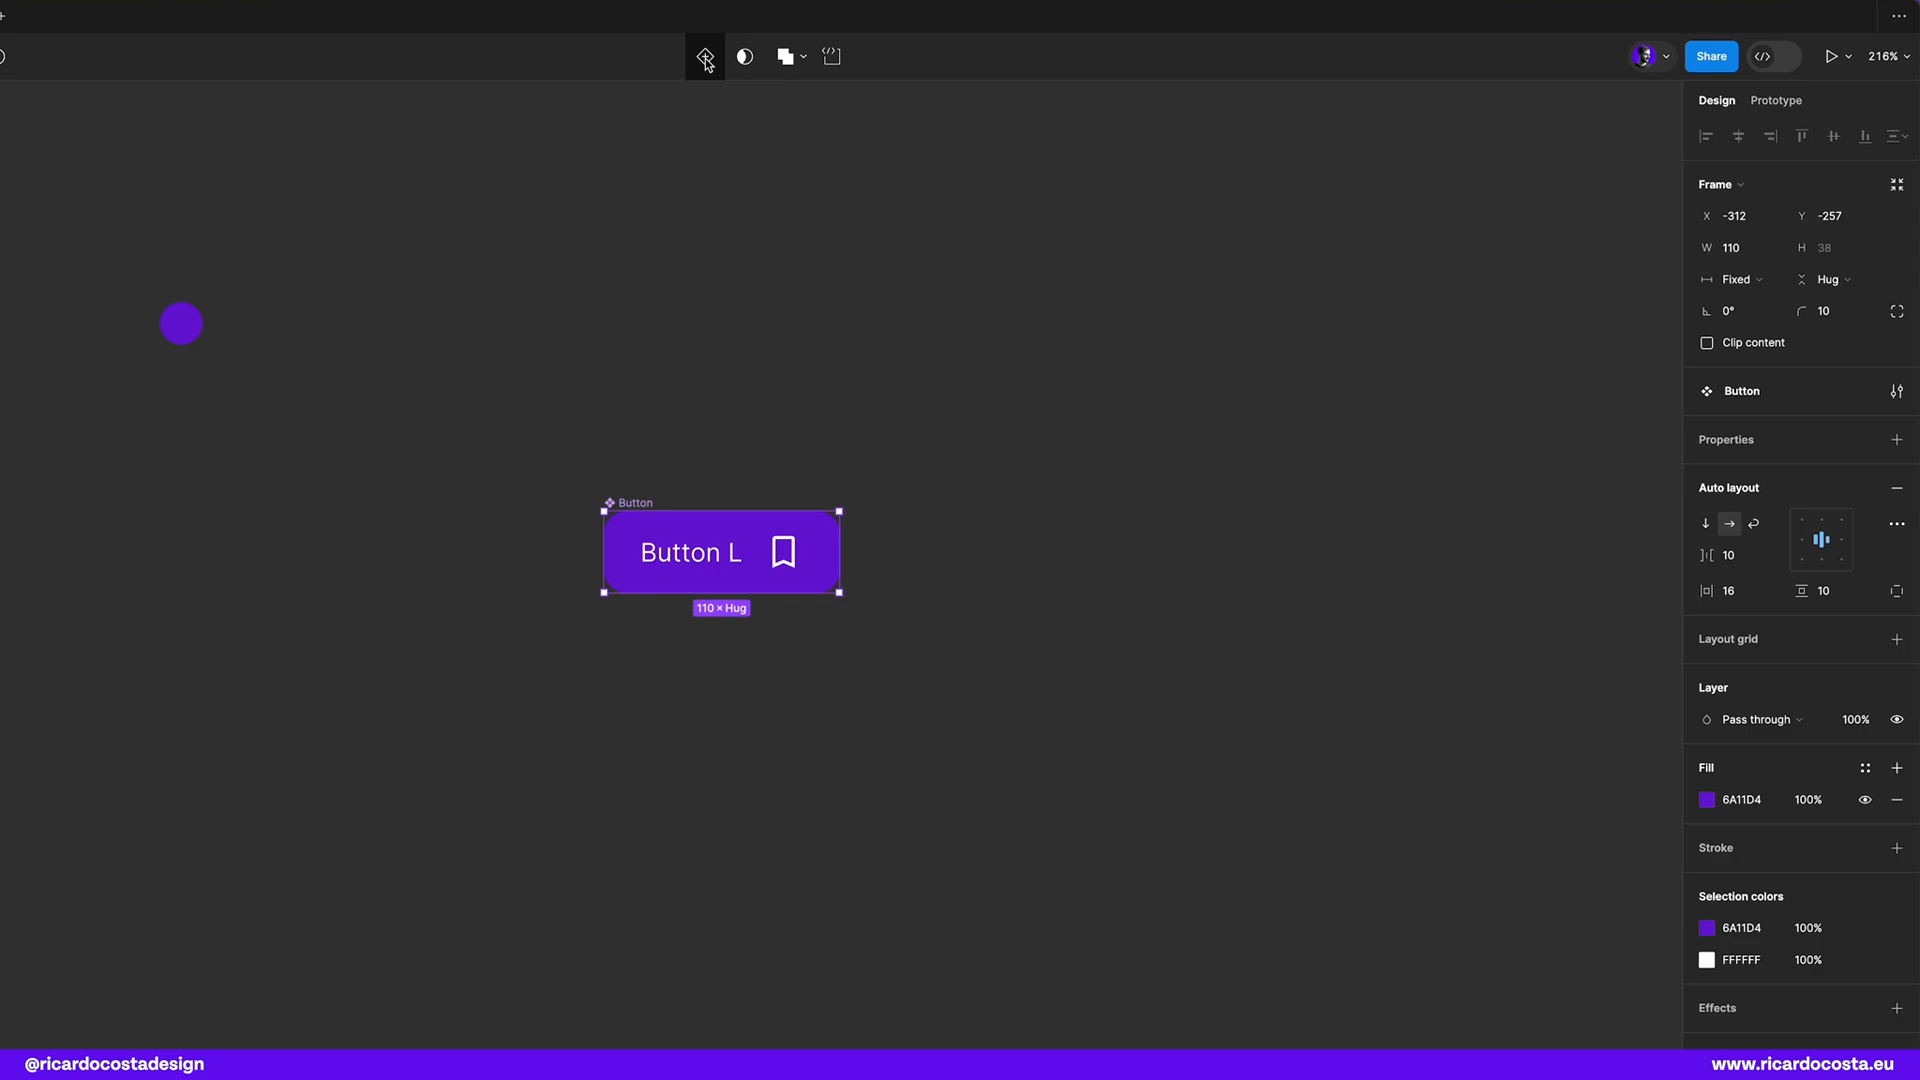 Share
216%
Design Prototype
Frame
X -312 Y -257
W 110 H 38
Fixed Hug
0° 10
Clip content
Button
Properties
Auto layout
10
16 10
Layout grid
Layer
Pass through 100%
Fill
6A11D4 100%
Stroke
Selection colors
6A11D4 100%
FFFFFF 100%
Effects
Button
Button L
110 × Hug
@ricardocostadesign
www.ricardocosta.eu